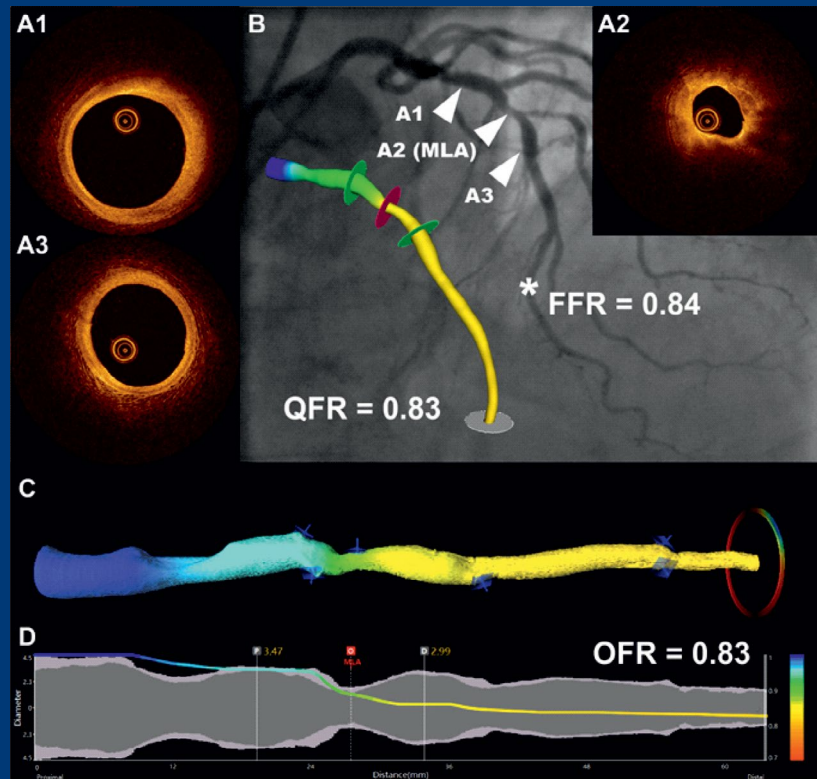 A1
B
A2
A1
A2 (MLA)
A3
A3
* FFR = 0.84
QFR = 0.83
C
D
P 3.47
O
MLA
D 2.99
OFR = 0.83
4.5
2.3
0
2.3
4.5
Diameter
1
0.9
0.8
0.7
0
12
24
36
48
60
Proximal
Distance(mm)
Distal